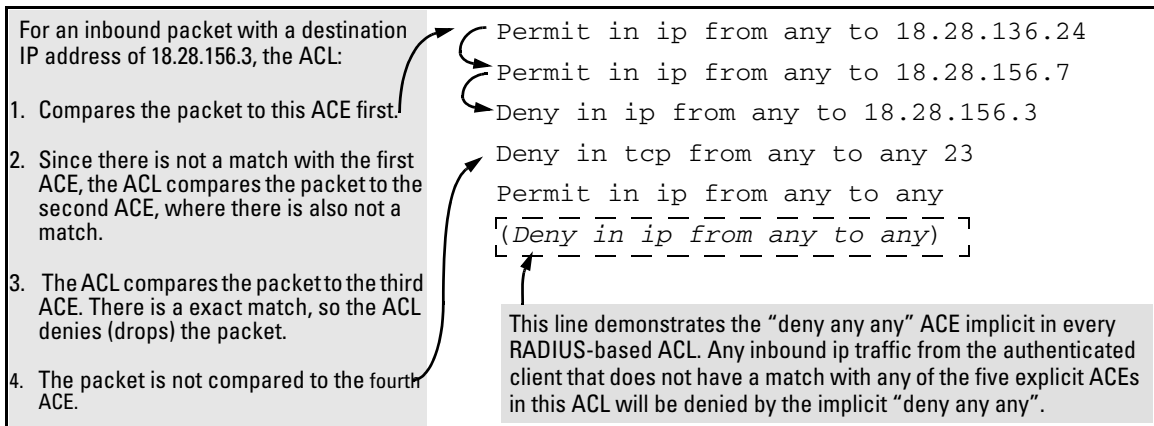 For an inbound packet with a destination
IP address of 18.28.156.3, the ACL:
1. Compares the packet to this ACE first.
2. Since there is not a match with the first
ACE, the ACL compares the packet to the
second ACE, where there is also not a
match.
3. The ACL compares the packet to the third
ACE. There is a exact match, so the ACL
denies (drops) the packet.
4. The packet is not compared to the fourth
ACE.
Permit in ip from any to 18.28.136.24
Permit in ip from any to 18.28.156.7
Deny in ip from any to 18.28.156.3
Deny in tcp from any to any 23
Permit in ip from any to any
(Deny in ip from any to any)
This line demonstrates the “deny any any” ACE implicit in every
RADIUS-based ACL. Any inbound ip traffic from the authenticated
client that does not have a match with any of the five explicit ACEs
in this ACL will be denied by the implicit “deny any any”.